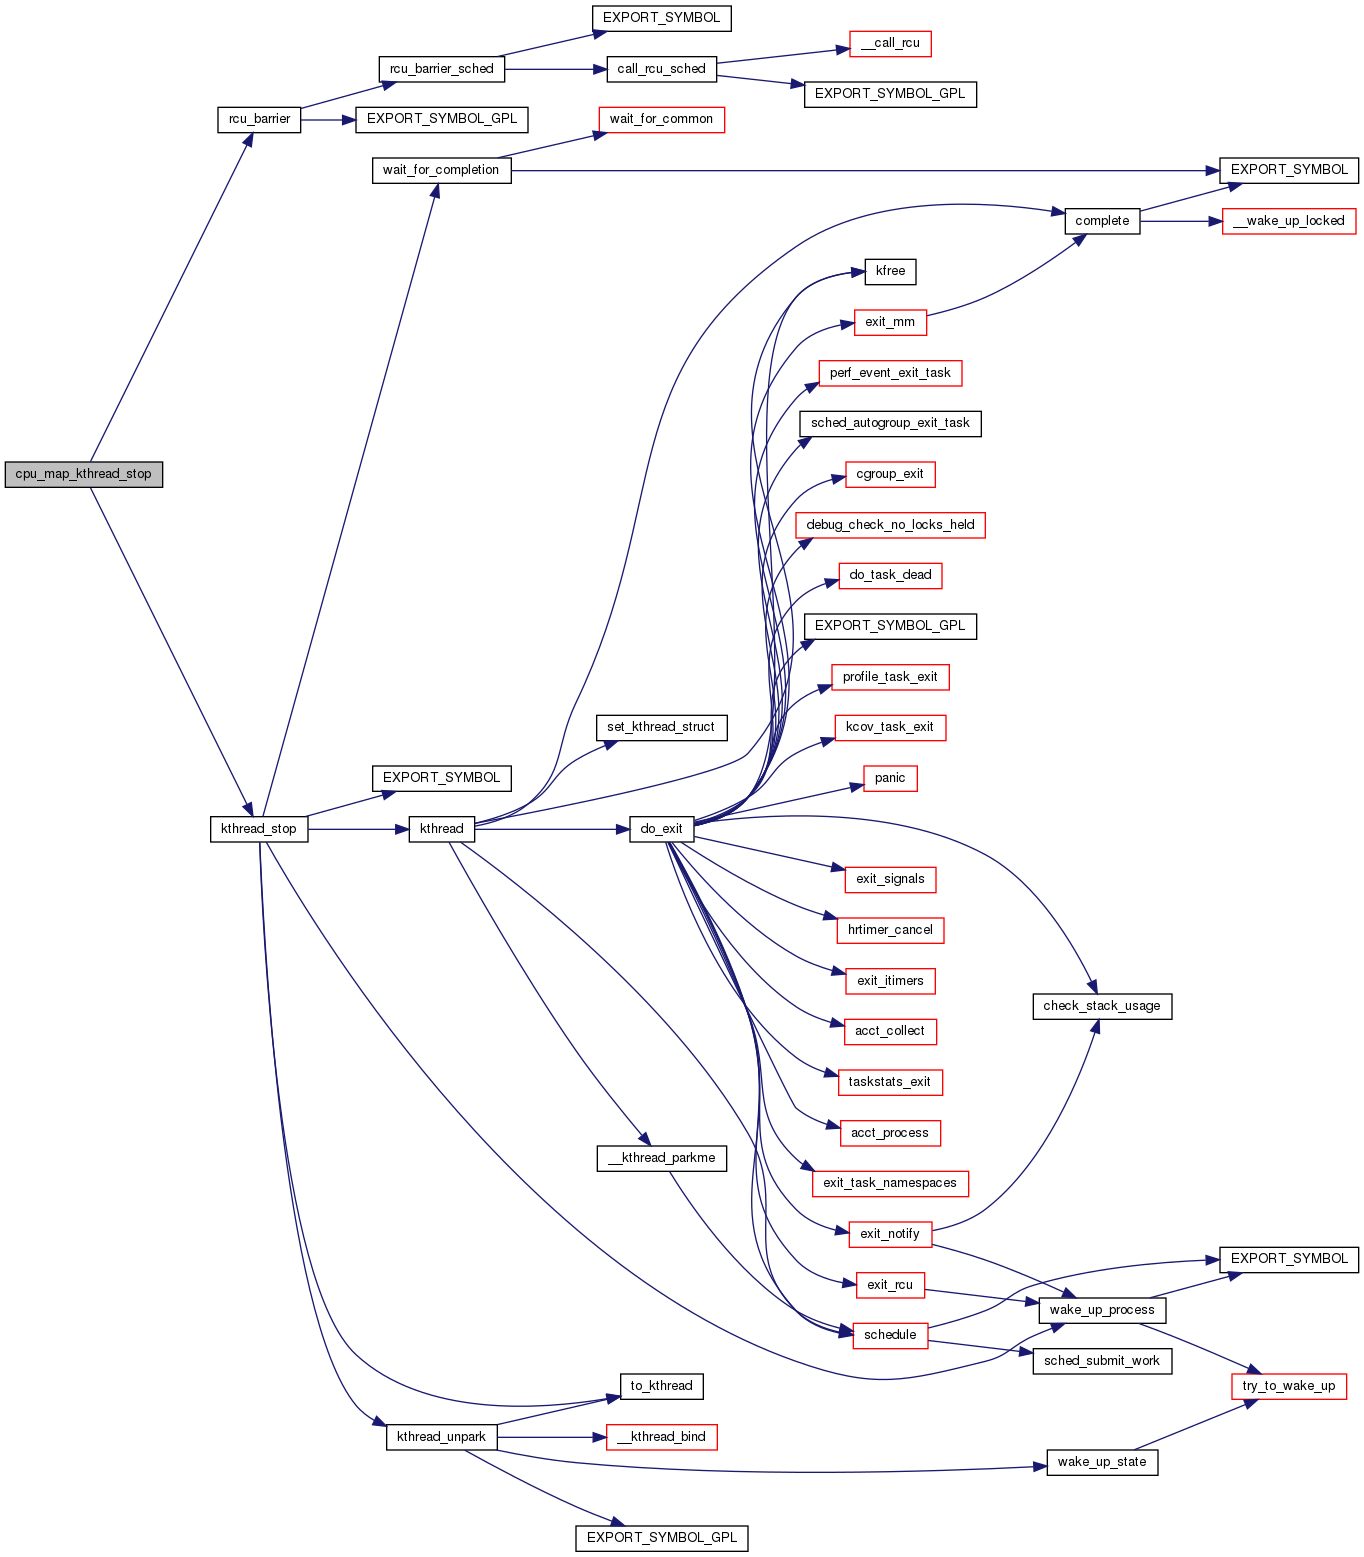 EXPORT_SYMBOL
__call_rcu
rcu_barrier_sched
call_rcu_sched
EXPORT_SYMBOL_GPL
rcu_barrier
EXPORT_SYMBOL_GPL
wait_for_common
wait_for_completion
EXPORT_SYMBOL
complete
__wake_up_locked
kfree
exit_mm
perf_event_exit_task
sched_autogroup_exit_task
cpu_map_kthread_stop
cgroup_exit
debug_check_no_locks_held
do_task_dead
EXPORT_SYMBOL_GPL
profile_task_exit
set_kthread_struct
kcov_task_exit
EXPORT_SYMBOL
panic
kthread_stop
kthread
do_exit
exit_signals
hrtimer_cancel
exit_itimers
check_stack_usage
acct_collect
taskstats_exit
acct_process
__kthread_parkme
exit_task_namespaces
exit_notify
EXPORT_SYMBOL
exit_rcu
wake_up_process
schedule
sched_submit_work
to_kthread
try_to_wake_up
kthread_unpark
__kthread_bind
wake_up_state
EXPORT_SYMBOL_GPL